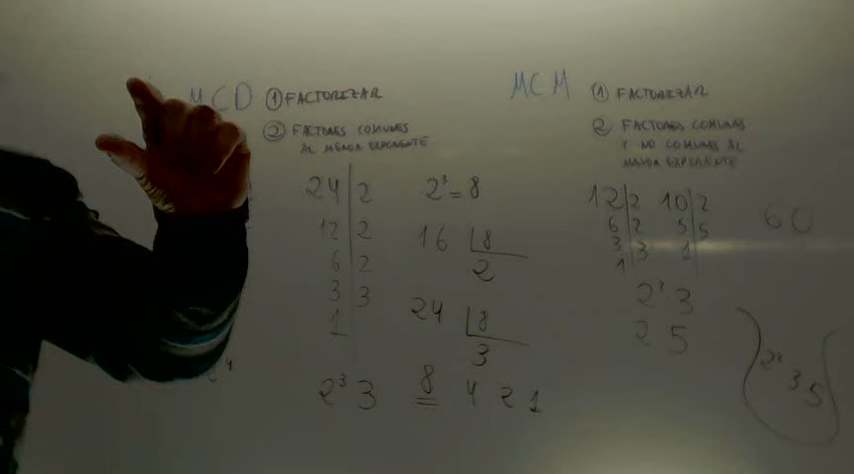 MCD ① FACTORIZAR
② FACTORES COMUNES
AL MENOR EXPONENTE
24 | 2
12 | 2
6 | 2
3 | 3
1
2³ 3
2³ = 8
16 | 8
2
24 | 8
3
8 4 2 1
MCM ① FACTORIZAR
② FACTORES COMUNES
Y NO COMUNES AL
MAYOR EXPONENTE
12 | 2 10 | 2
6 | 2 5 | 5
3 | 3 1
1
2² 3
2 5
60
2² 3 5